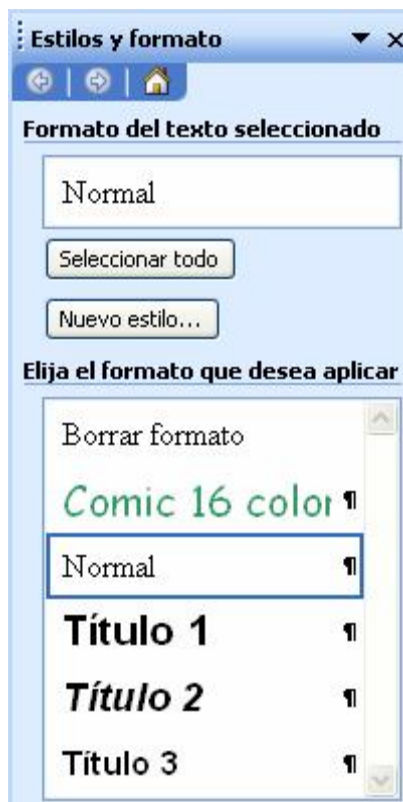 Estilos y formato
Formato del texto seleccionado
Normal
Seleccionar todo
Nuevo estilo...
Elija el formato que desea aplicar
Borrar formato
Comic 16 color ¶
Normal ¶
Título 1 ¶
Título 2 ¶
Título 3 ¶